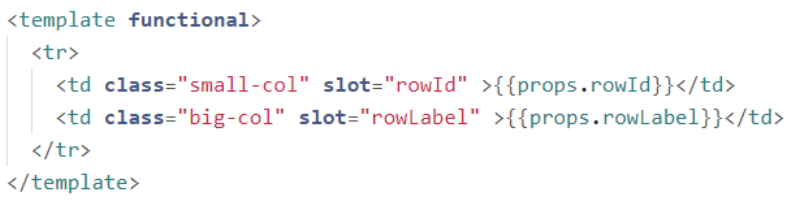 <template functional>
<tr>
<td class="small-col" slot="rowId" >{{props.rowId}}</td>
<td class="big-col" slot="rowLabel" >{{props.rowLabel}}</td>
</tr>
</template>